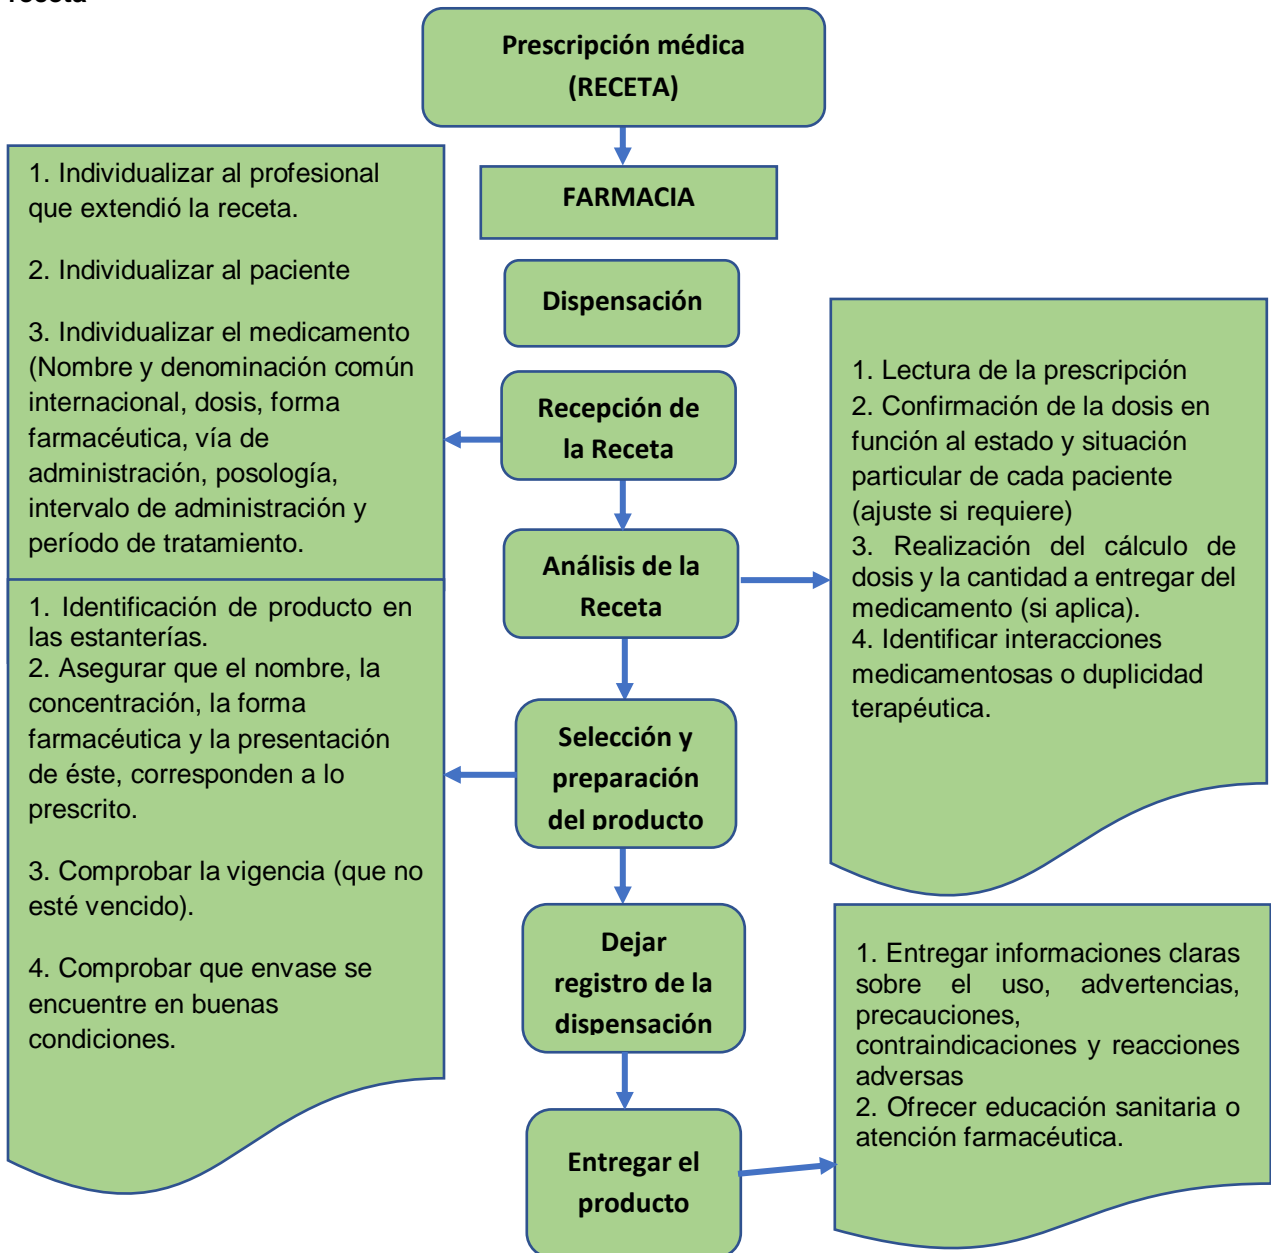 receta
Prescripción médica
(RECETA)
FARMACIA
Dispensación
Recepción de
la Receta
1. Individualizar al profesional
que extendió la receta.
2. Individualizar al paciente
3. Individualizar el medicamento
(Nombre y denominación común
internacional, dosis, forma
farmacéutica, vía de
administración, posología,
intervalo de administración y
período de tratamiento.
Análisis de la
Receta
1. Lectura de la prescripción
2. Confirmación de la dosis en
función al estado y situación
particular de cada paciente
(ajuste si requiere)
3. Realización del cálculo de
dosis y la cantidad a entregar del
medicamento (si aplica).
4. Identificar interacciones
medicamentosas o duplicidad
terapéutica.
Selección y
preparación
del producto
1. Identificación de producto en
las estanterías.
2. Asegurar que el nombre, la
concentración, la forma
farmacéutica y la presentación
de éste, corresponden a lo
prescrito.
3. Comprobar la vigencia (que no
esté vencido).
4. Comprobar que envase se
encuentre en buenas
condiciones.
Dejar
registro de la
dispensación
Entregar el
producto
1. Entregar informaciones claras
sobre el uso, advertencias,
precauciones,
contraindicaciones y reacciones
adversas
2. Ofrecer educación sanitaria o
atención farmacéutica.